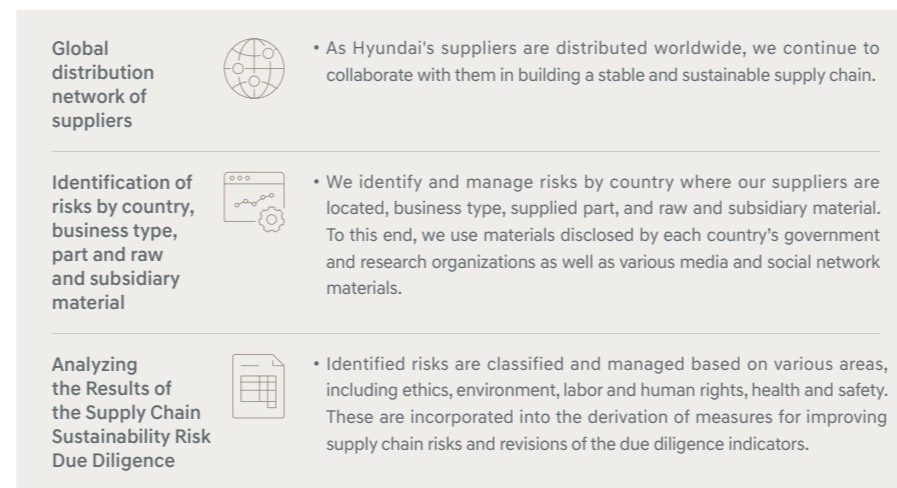 Global
distribution
network of
suppliers
• As Hyundai's suppliers are distributed worldwide, we continue to
collaborate with them in building a stable and sustainable supply chain.
Identification of
risks by country,
business type,
part and raw
and subsidiary
material
• We identify and manage risks by country where our suppliers are
located, business type, supplied part, and raw and subsidiary material.
To this end, we use materials disclosed by each country's government
and research organizations as well as various media and social network
materials.
Analyzing
the Results of
the Supply Chain
Sustainability Risk
Due Diligence
• Identified risks are classified and managed based on various areas,
including ethics, environment, labor and human rights, health and safety.
These are incorporated into the derivation of measures for improving
supply chain risks and revisions of the due diligence indicators.